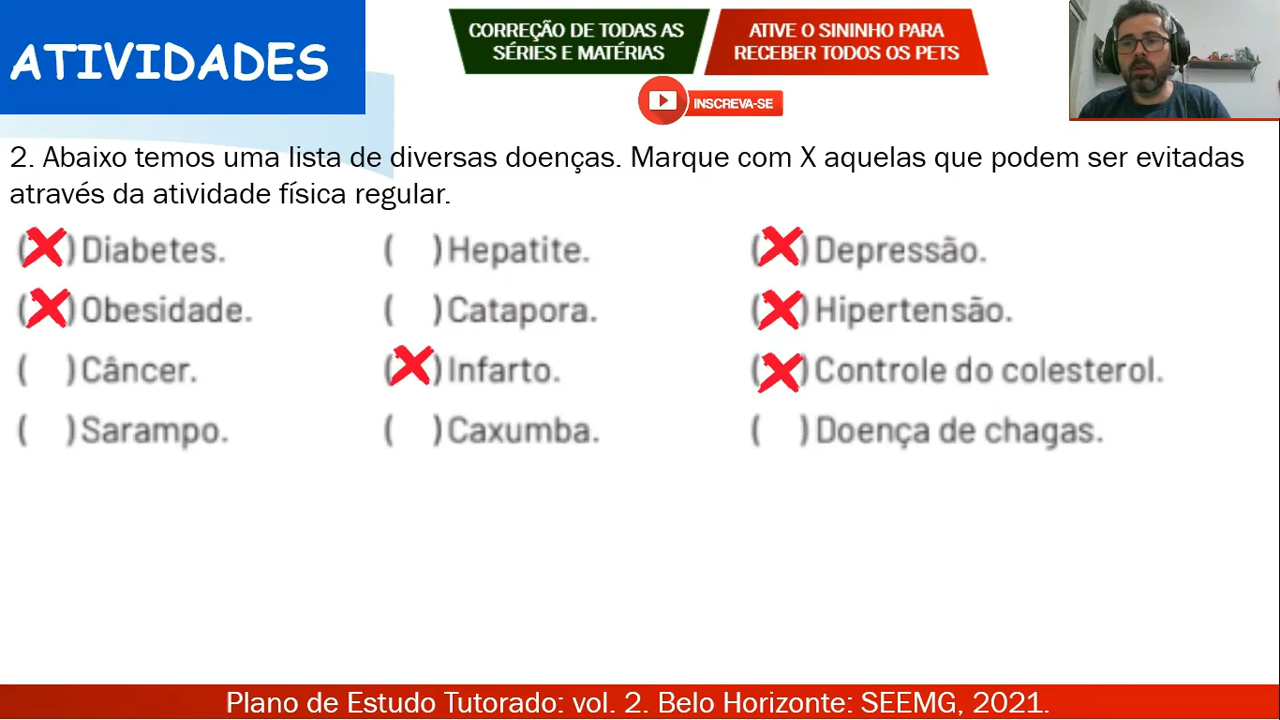 ATIVIDADES
CORREÇÃO DE TODAS AS
SÉRIES E MATÉRIAS
ATIVE O SININHO PARA
RECEBER TODOS OS PETS
INSCREVA-SE
2. Abaixo temos uma lista de diversas doenças. Marque com X aquelas que podem ser evitadas
através da atividade física regular.
(X) Diabetes. ( ) Hepatite. (X) Depressão.
(X) Obesidade. ( ) Catapora. (X) Hipertensão.
( ) Câncer. (X) Infarto. (X) Controle do colesterol.
( ) Sarampo. ( ) Caxumba. ( ) Doença de chagas.
Plano de Estudo Tutorado: vol. 2. Belo Horizonte: SEEMG, 2021.